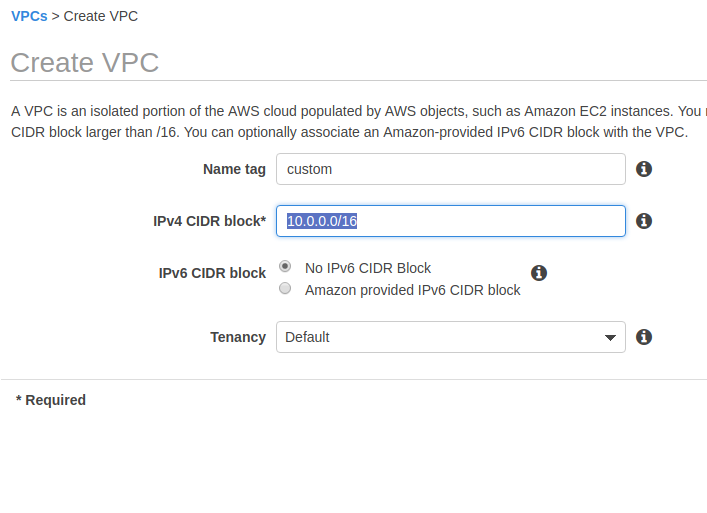 VPCs > Create VPC
Create VPC
A VPC is an isolated portion of the AWS cloud populated by AWS objects, such as Amazon EC2 instances. You
CIDR block larger than /16. You can optionally associate an Amazon-provided IPv6 CIDR block with the VPC.
Name tag custom
IPv4 CIDR block* 10.0.0.0/16
IPv6 CIDR block No IPv6 CIDR Block
Amazon provided IPv6 CIDR block
Tenancy Default
* Required